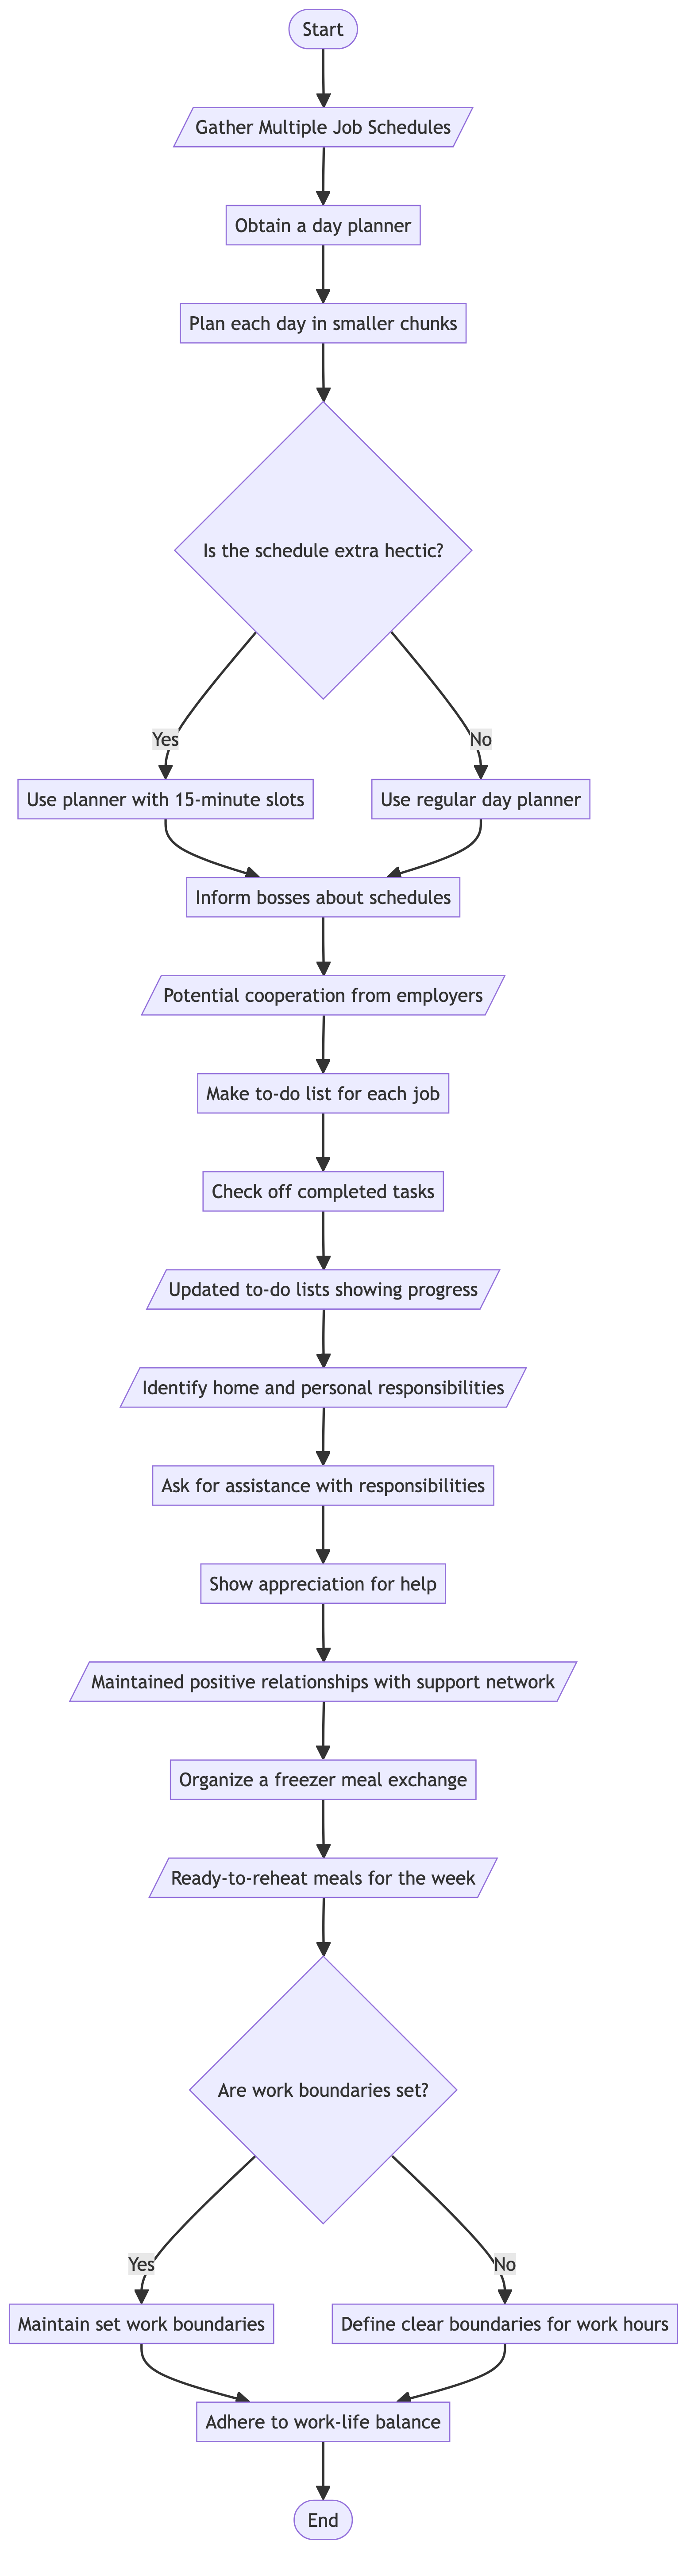 Start
Gather Multiple Job Schedules
Obtain a day planner
Plan each day in smaller chunks
Is the schedule extra hectic?
Yes
No
Use planner with 15-minute slots
Use regular day planner
Inform bosses about schedules
Potential cooperation from employers
Make to-do list for each job
Check off completed tasks
Updated to-do lists showing progress
Identify home and personal responsibilities
Ask for assistance with responsibilities
Show appreciation for help
Maintained positive relationships with support network
Organize a freezer meal exchange
Ready-to-reheat meals for the week
Are work boundaries set?
Yes
No
Maintain set work boundaries
Define clear boundaries for work hours
Adhere to work-life balance
End